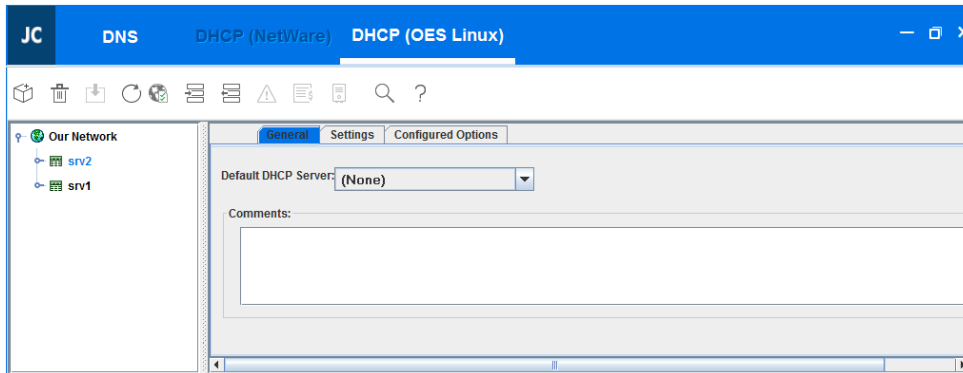 JC DNS DHCP (NetWare) DHCP (OES Linux)
Our Network
srv2
srv1
General Settings Configured Options
Default DHCP Server: (None)
Comments: